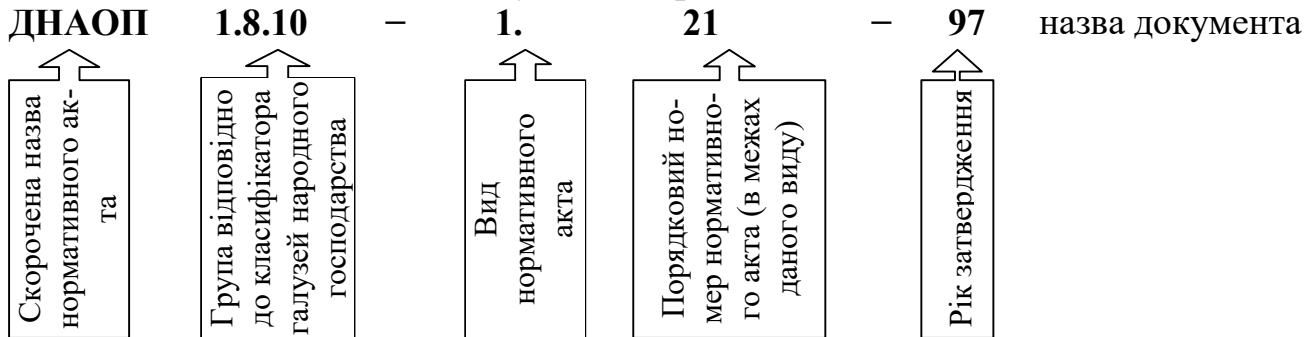 ДНАОП 1.8.10 – 1. 21 – 97 назва документа
Скорочена назва
нормативного ак-
та
Група відповідно
до класифікатора
галузей народного
господарства
Вид
нормативного
акта
Порядковий но-
мер нормативно-
го акта (в межах
даного виду)
Рік затвердження